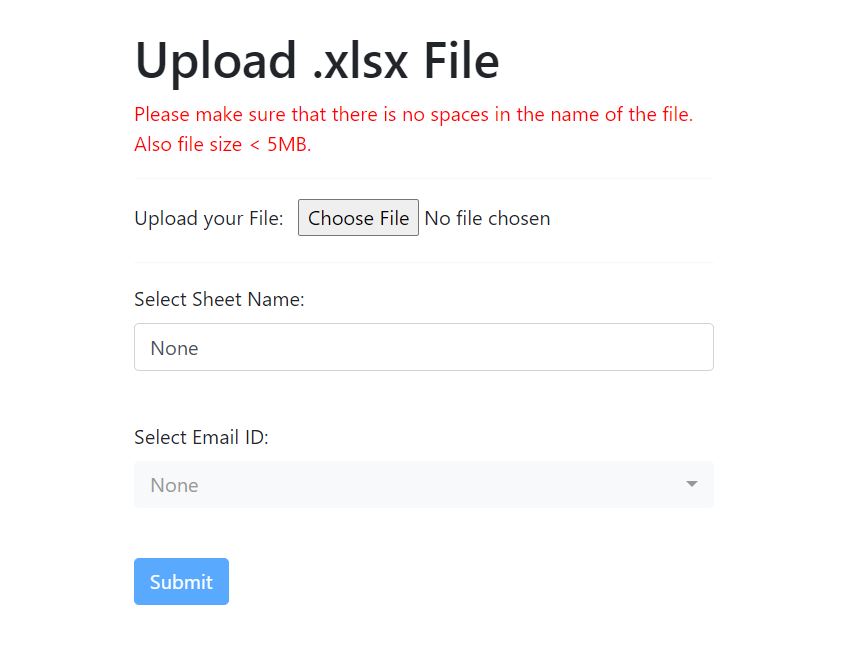 Upload .xlsx File
Please make sure that there is no spaces in the name of the file.
Also file size < 5MB.
Upload your File: Choose File No file chosen
Select Sheet Name:
None
Select Email ID:
None
Submit